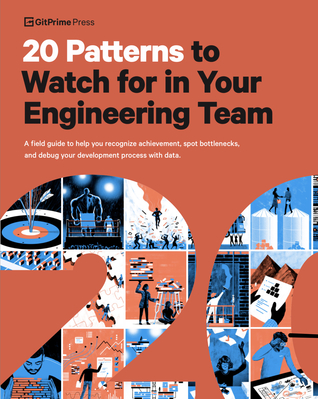 GitPrime Press
20 Patterns to
Watch for in Your
Engineering Team
A field guide to help you recognize achievement, spot bottlenecks,
and debug your development process with data.
20